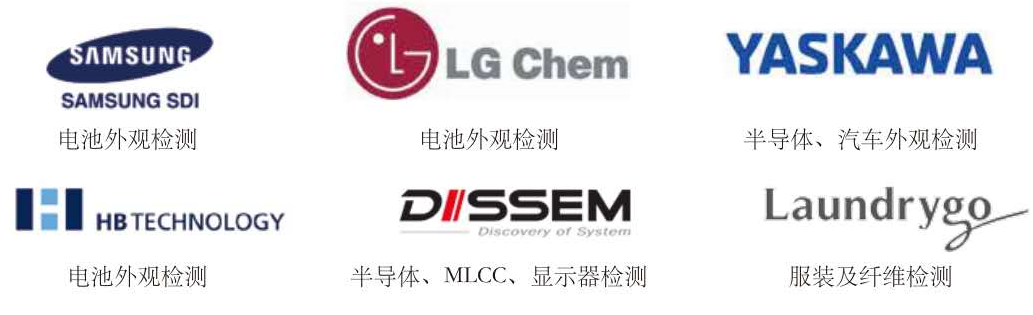 SAMSUNG
SAMSUNG SDI
电池外观检测
LG Chem
电池外观检测
YASKAWA
半导体、汽车外观检测
HB TECHNOLOGY
电池外观检测
DIISSEM
Discovery of System
半导体、MLCC、显示器检测
Laundrygo
服装及纤维检测